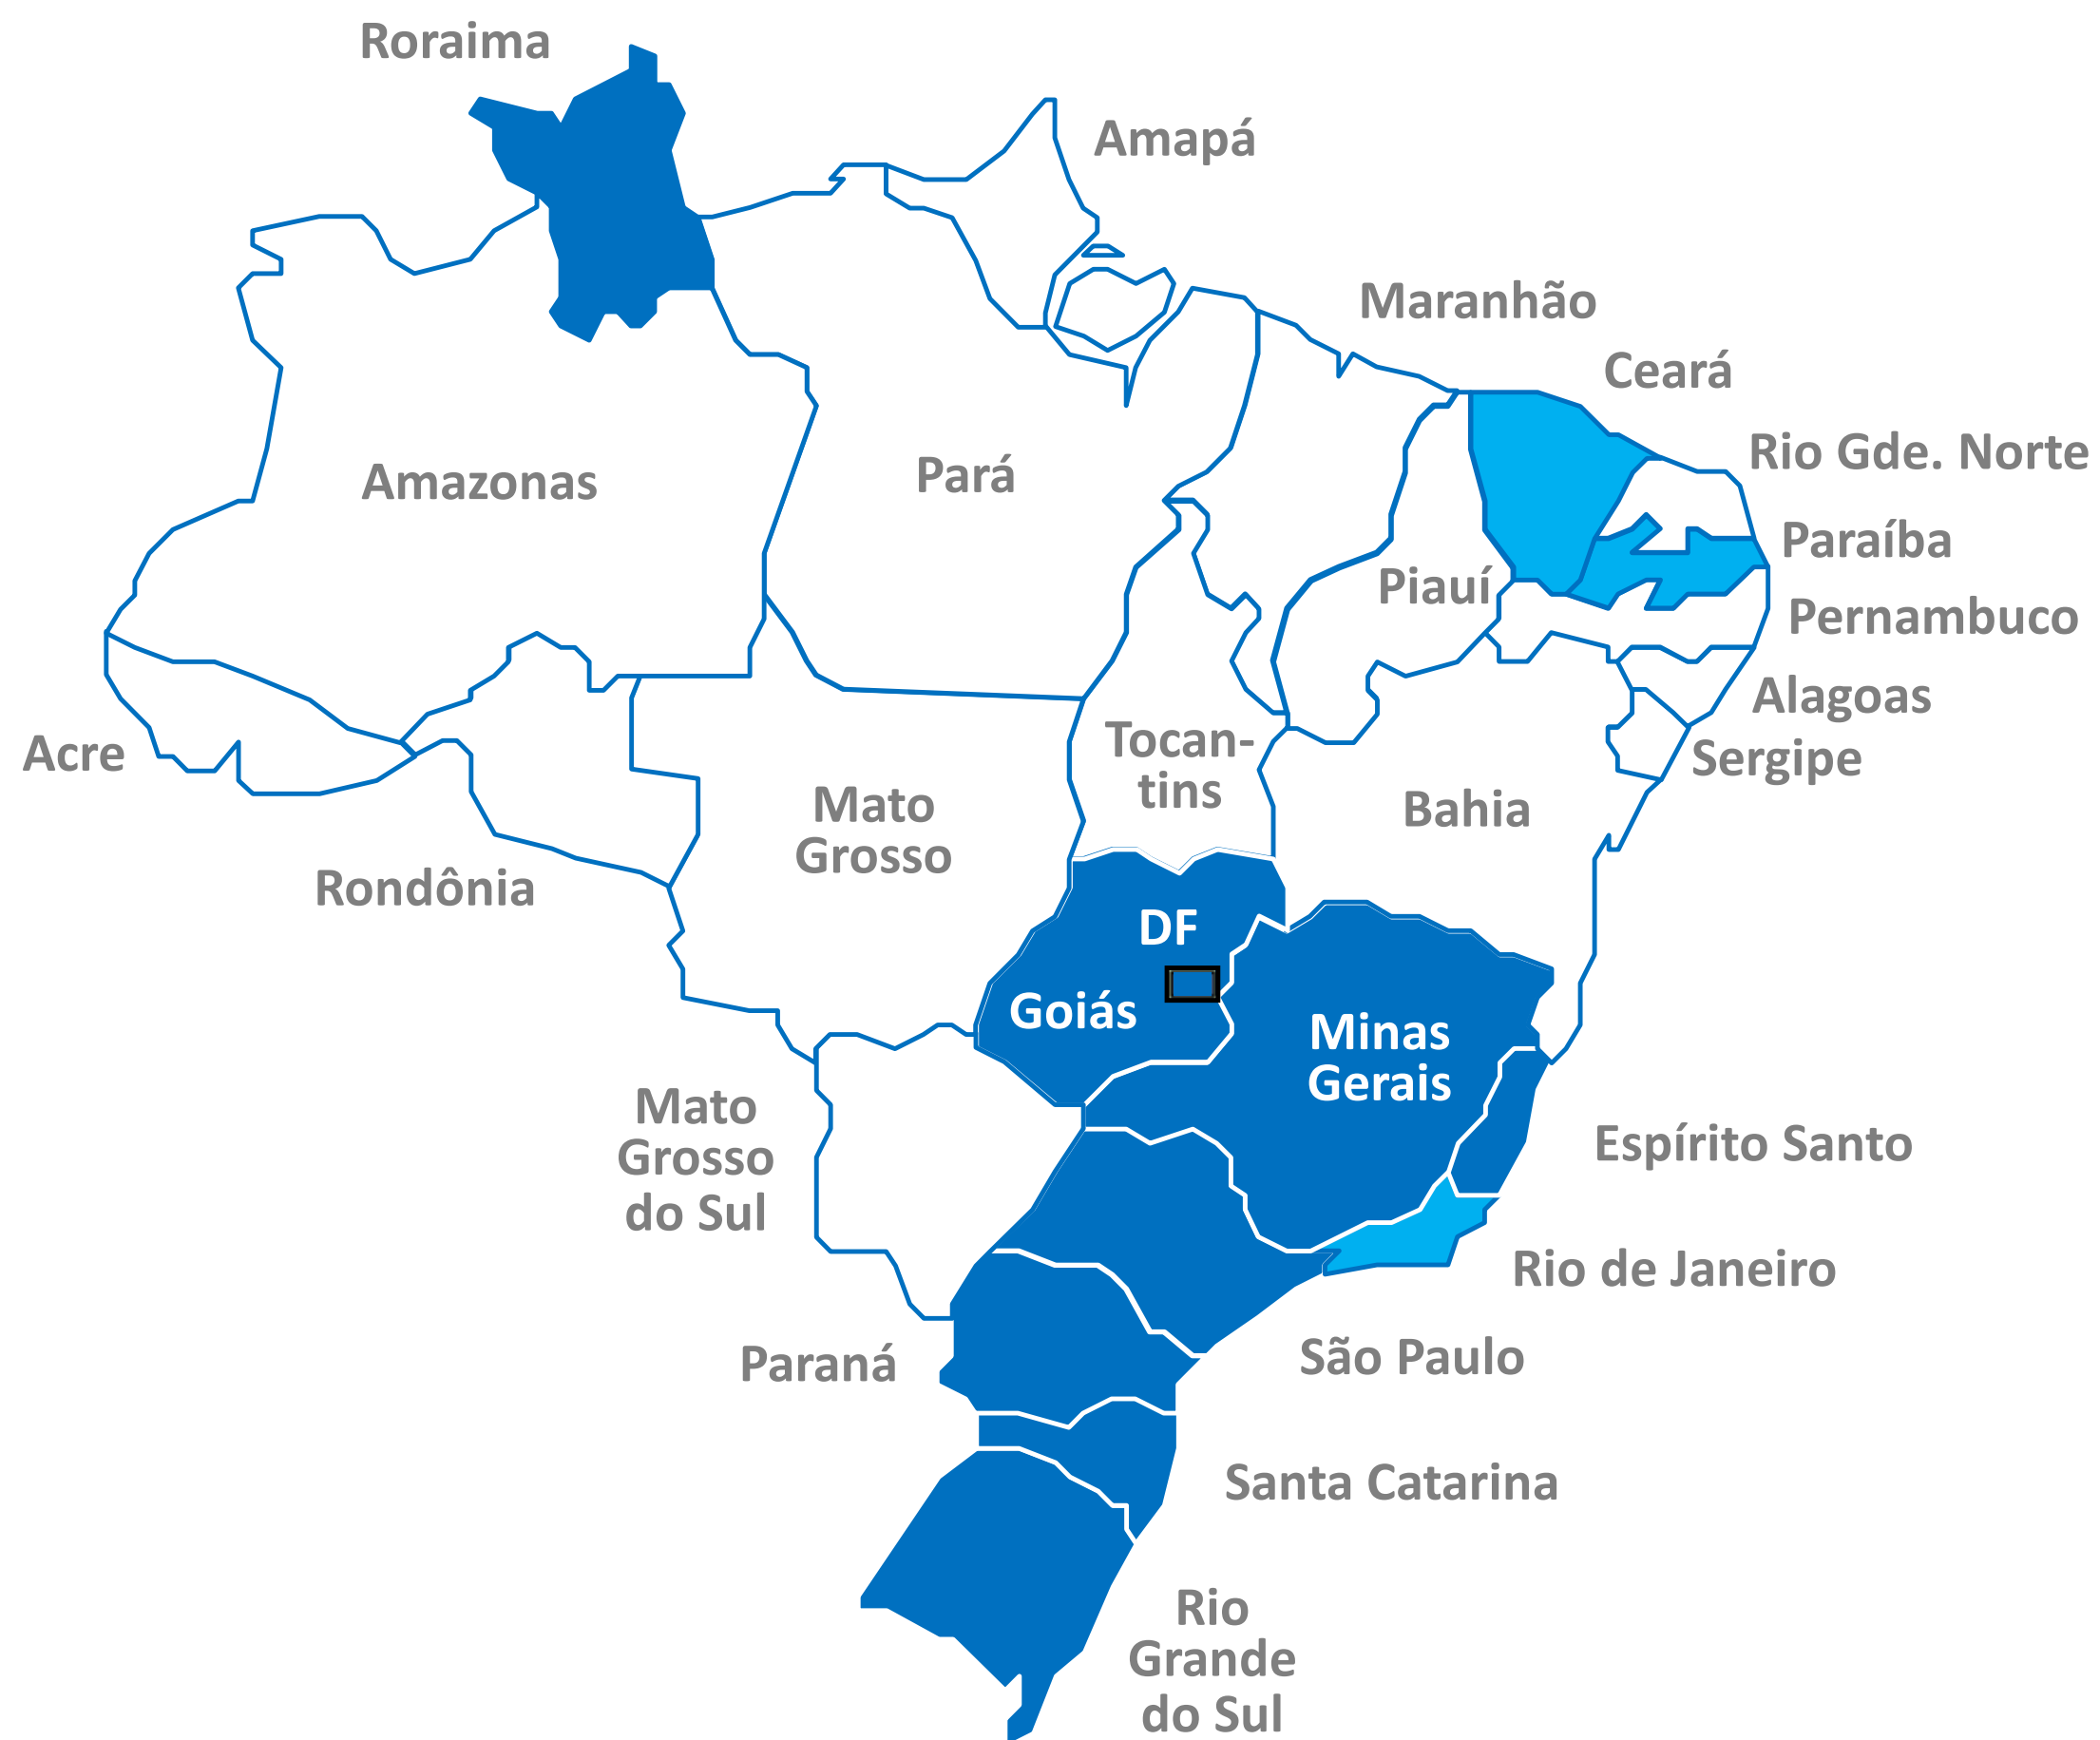 Roraima
Amapá
Maranhão
Ceará
Rio Gde. Norte
Amazonas
Pará
Paraíba
Piauí
Pernambuco
Alagoas
Acre
Tocan-
tins
Sergipe
Mato
Grosso
Bahia
Rondônia
DF
Goiás
Minas
Gerais
Mato
Grosso
do Sul
Espírito Santo
Rio de Janeiro
Paraná
São Paulo
Santa Catarina
Rio
Grande
do Sul